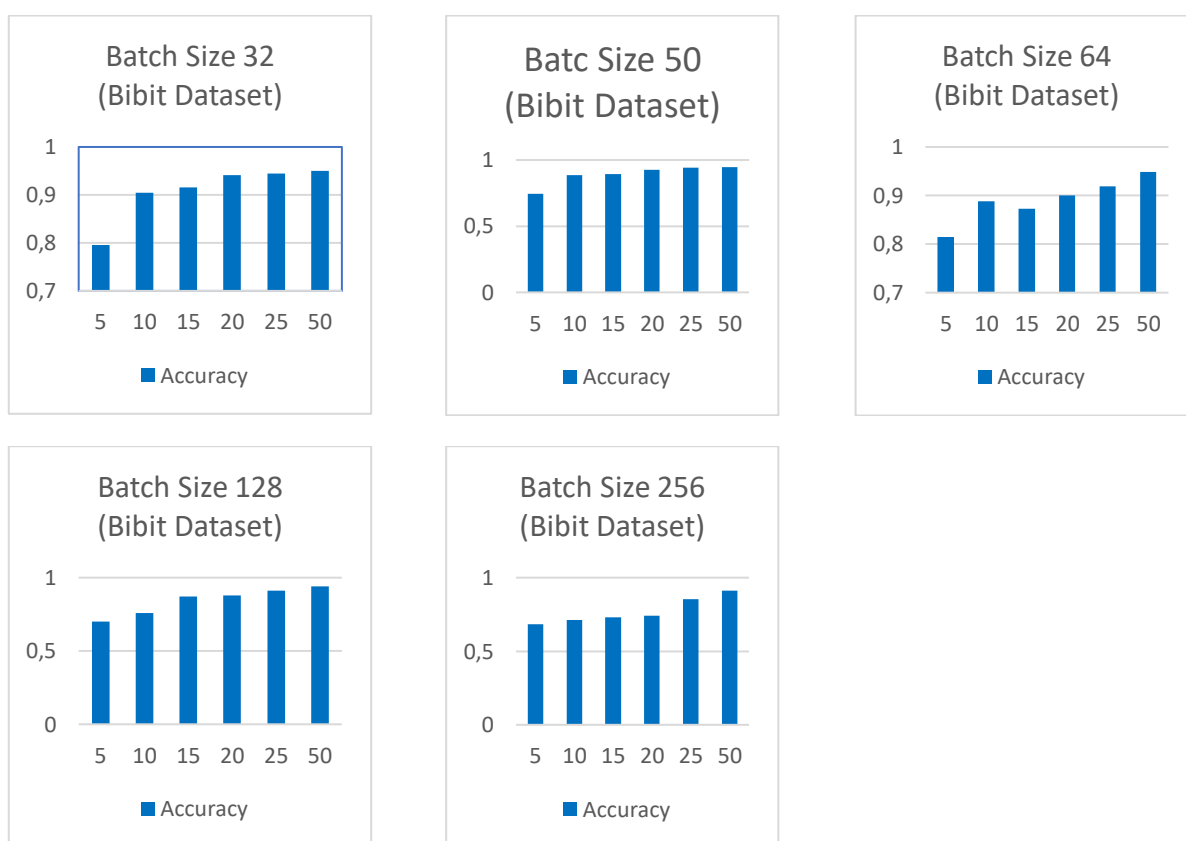 Batch Size 32
(Bibit Dataset)
1
0,9
0,8
0,7
5 10 15 20 25 50
Accuracy
Batc Size 50
(Bibit Dataset)
1
0,5
0
5 10 15 20 25 50
Accuracy
Batch Size 64
(Bibit Dataset)
1
0,9
0,8
0,7
5 10 15 20 25 50
Accuracy
Batch Size 128
(Bibit Dataset)
1
0,5
0
5 10 15 20 25 50
Accuracy
Batch Size 256
(Bibit Dataset)
1
0,5
0
5 10 15 20 25 50
Accuracy